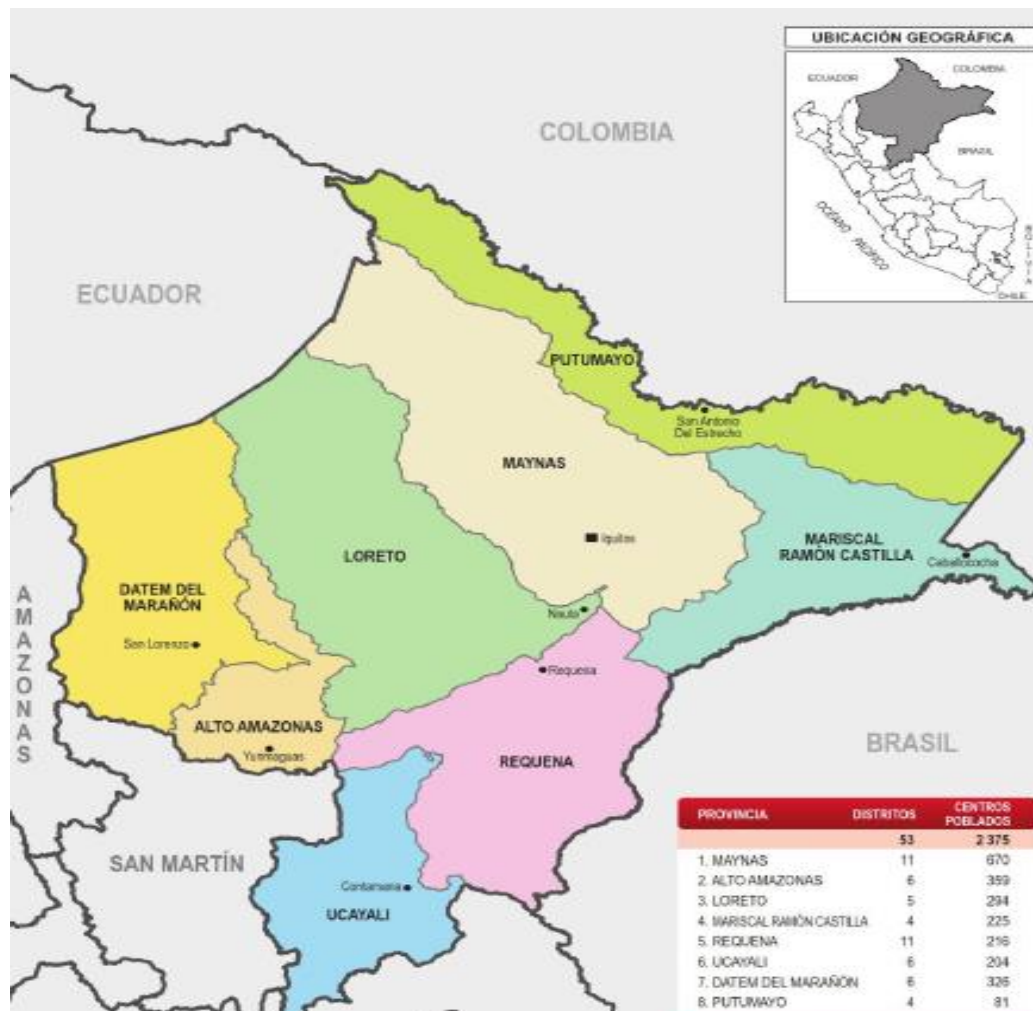 UBICACIÓN GEOGRÁFICA
ECUADOR
COLOMBIA
BRASIL
OCÉANO PACÍFICO
BOLIVIA
CHILE
COLOMBIA
ECUADOR
PUTUMAYO
San Antonio
Del Estrecho
MAYNAS
Iquitos
MARISCAL
RAMÓN CASTILLA
Caballococha
LORETO
Nauta
DATEM DEL
MARAÑÓN
San Lorenzo
AMAZONAS
Requena
ALTO AMAZONAS
Yurimaguas
REQUENA
BRASIL
SAN MARTÍN
Contamana
UCAYALI
PROVINCIA DISTRITOS CENTROS
POBLADOS
53 2 375
1. MAYNAS 11 670
2. ALTO AMAZONAS 6 359
3. LORETO 5 294
4. MARISCAL RAMÓN CASTILLA 4 225
5. REQUENA 11 216
6. UCAYALI 6 204
7. DATEM DEL MARAÑÓN 6 326
8. PUTUMAYO 4 81